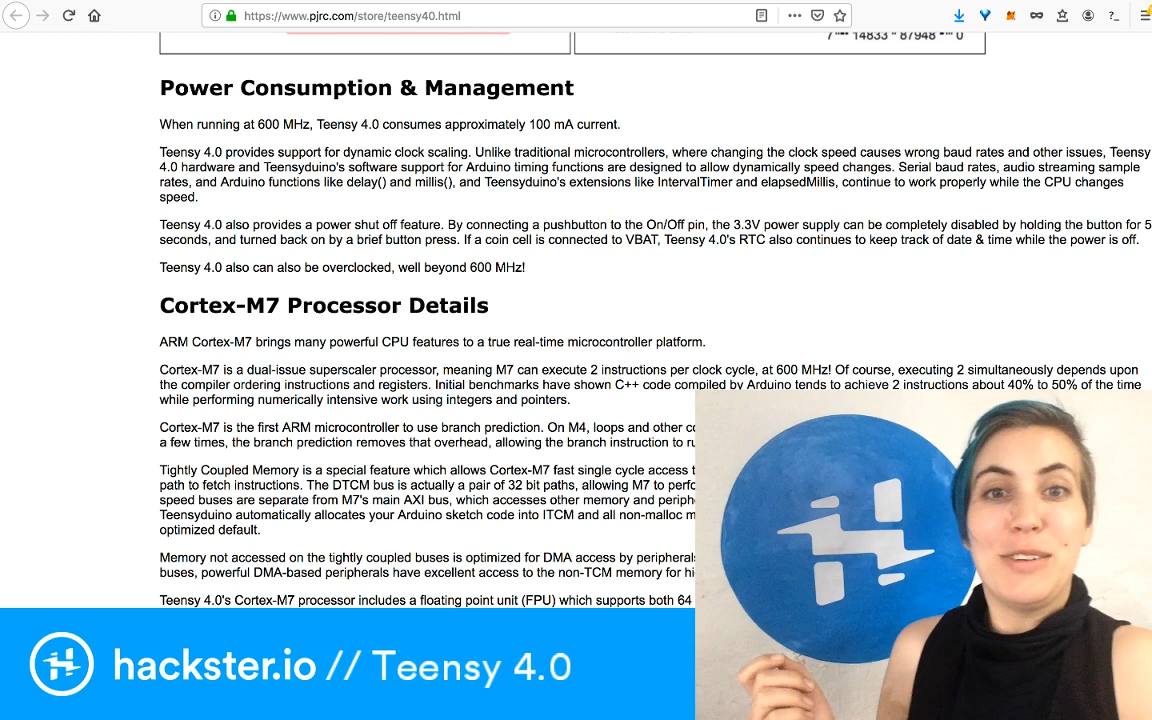 https://www.pjrc.com/store/teensy40.html
14833 87948 0
Power Consumption & Management
When running at 600 MHz, Teensy 4.0 consumes approximately 100 mA current.
Teensy 4.0 provides support for dynamic clock scaling. Unlike traditional microcontrollers, where changing the clock speed causes wrong baud rates and other issues, Teensy
4.0 hardware and Teensyduino's software support for Arduino timing functions are designed to allow dynamically speed changes. Serial baud rates, audio streaming sample
rates, and Arduino functions like delay() and millis(), and Teensyduino's extensions like IntervalTimer and elapsedMillis, continue to work properly while the CPU changes
speed.
Teensy 4.0 also provides a power shut off feature. By connecting a pushbutton to the On/Off pin, the 3.3V power supply can be completely disabled by holding the button for 5
seconds, and turned back on by a brief button press. If a coin cell is connected to VBAT, Teensy 4.0's RTC also continues to keep track of date & time while the power is off.
Teensy 4.0 also can also be overclocked, well beyond 600 MHz!
Cortex-M7 Processor Details
ARM Cortex-M7 brings many powerful CPU features to a true real-time microcontroller platform.
Cortex-M7 is a dual-issue superscaler processor, meaning M7 can execute 2 instructions per clock cycle, at 600 MHz! Of course, executing 2 simultaneously depends upon
the compiler ordering instructions and registers. Initial benchmarks have shown C++ code compiled by Arduino tends to achieve 2 instructions about 40% to 50% of the time
while performing numerically intensive work using integers and pointers.
Cortex-M7 is the first ARM microcontroller to use branch prediction. On M4, loops and other
a few times, the branch prediction removes that overhead, allowing the branch instruction to
Tightly Coupled Memory is a special feature which allows Cortex-M7 fast single cycle access
path to fetch instructions. The DTCM bus is actually a pair of 32 bit paths, allowing M7 to
speed buses are separate from M7's main AXI bus, which accesses other memory and
Teensyduino automatically allocates your Arduino sketch code into ITCM and all non-malloc
optimized default.
Memory not accessed on the tightly coupled buses is optimized for DMA access by
buses, powerful DMA-based peripherals have excellent access to the non-TCM memory for
Teensy 4.0's Cortex-M7 processor includes a floating point unit (FPU) which supports both 64
hackster.io // Teensy 4.0